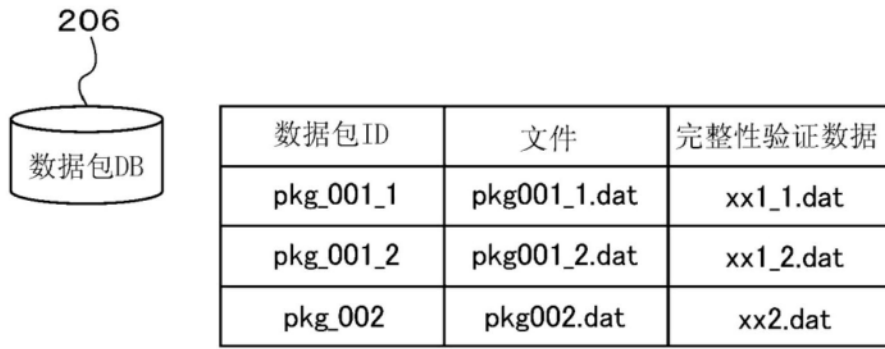 206
数据包DB
数据包ID 文件 完整性验证数据
pkg_001_1 pkg001_1.dat xx1_1.dat
pkg_001_2 pkg001_2.dat xx1_2.dat
pkg_002 pkg002.dat xx2.dat